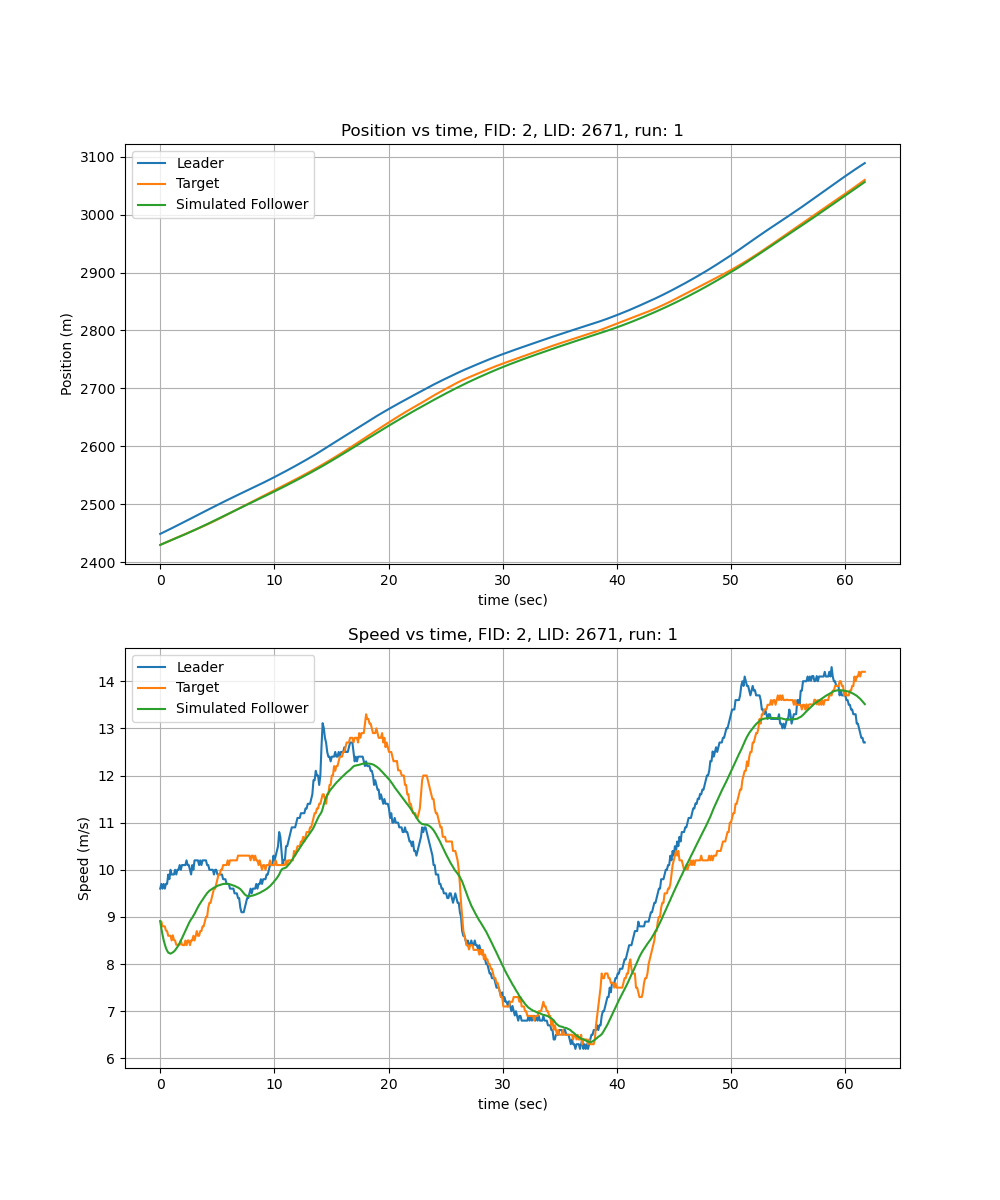 Position vs time, FID: 2, LID: 2671, run: 1
Leader
Target
Simulated Follower
Position (m)
3100
3000
2900
2800
2700
2600
2500
2400
0 10 20 30 40 50 60
time (sec)
Speed vs time, FID: 2, LID: 2671, run: 1
Leader
Target
Simulated Follower
Speed (m/s)
14
13
12
11
10
9
8
7
6
0 10 20 30 40 50 60
time (sec)